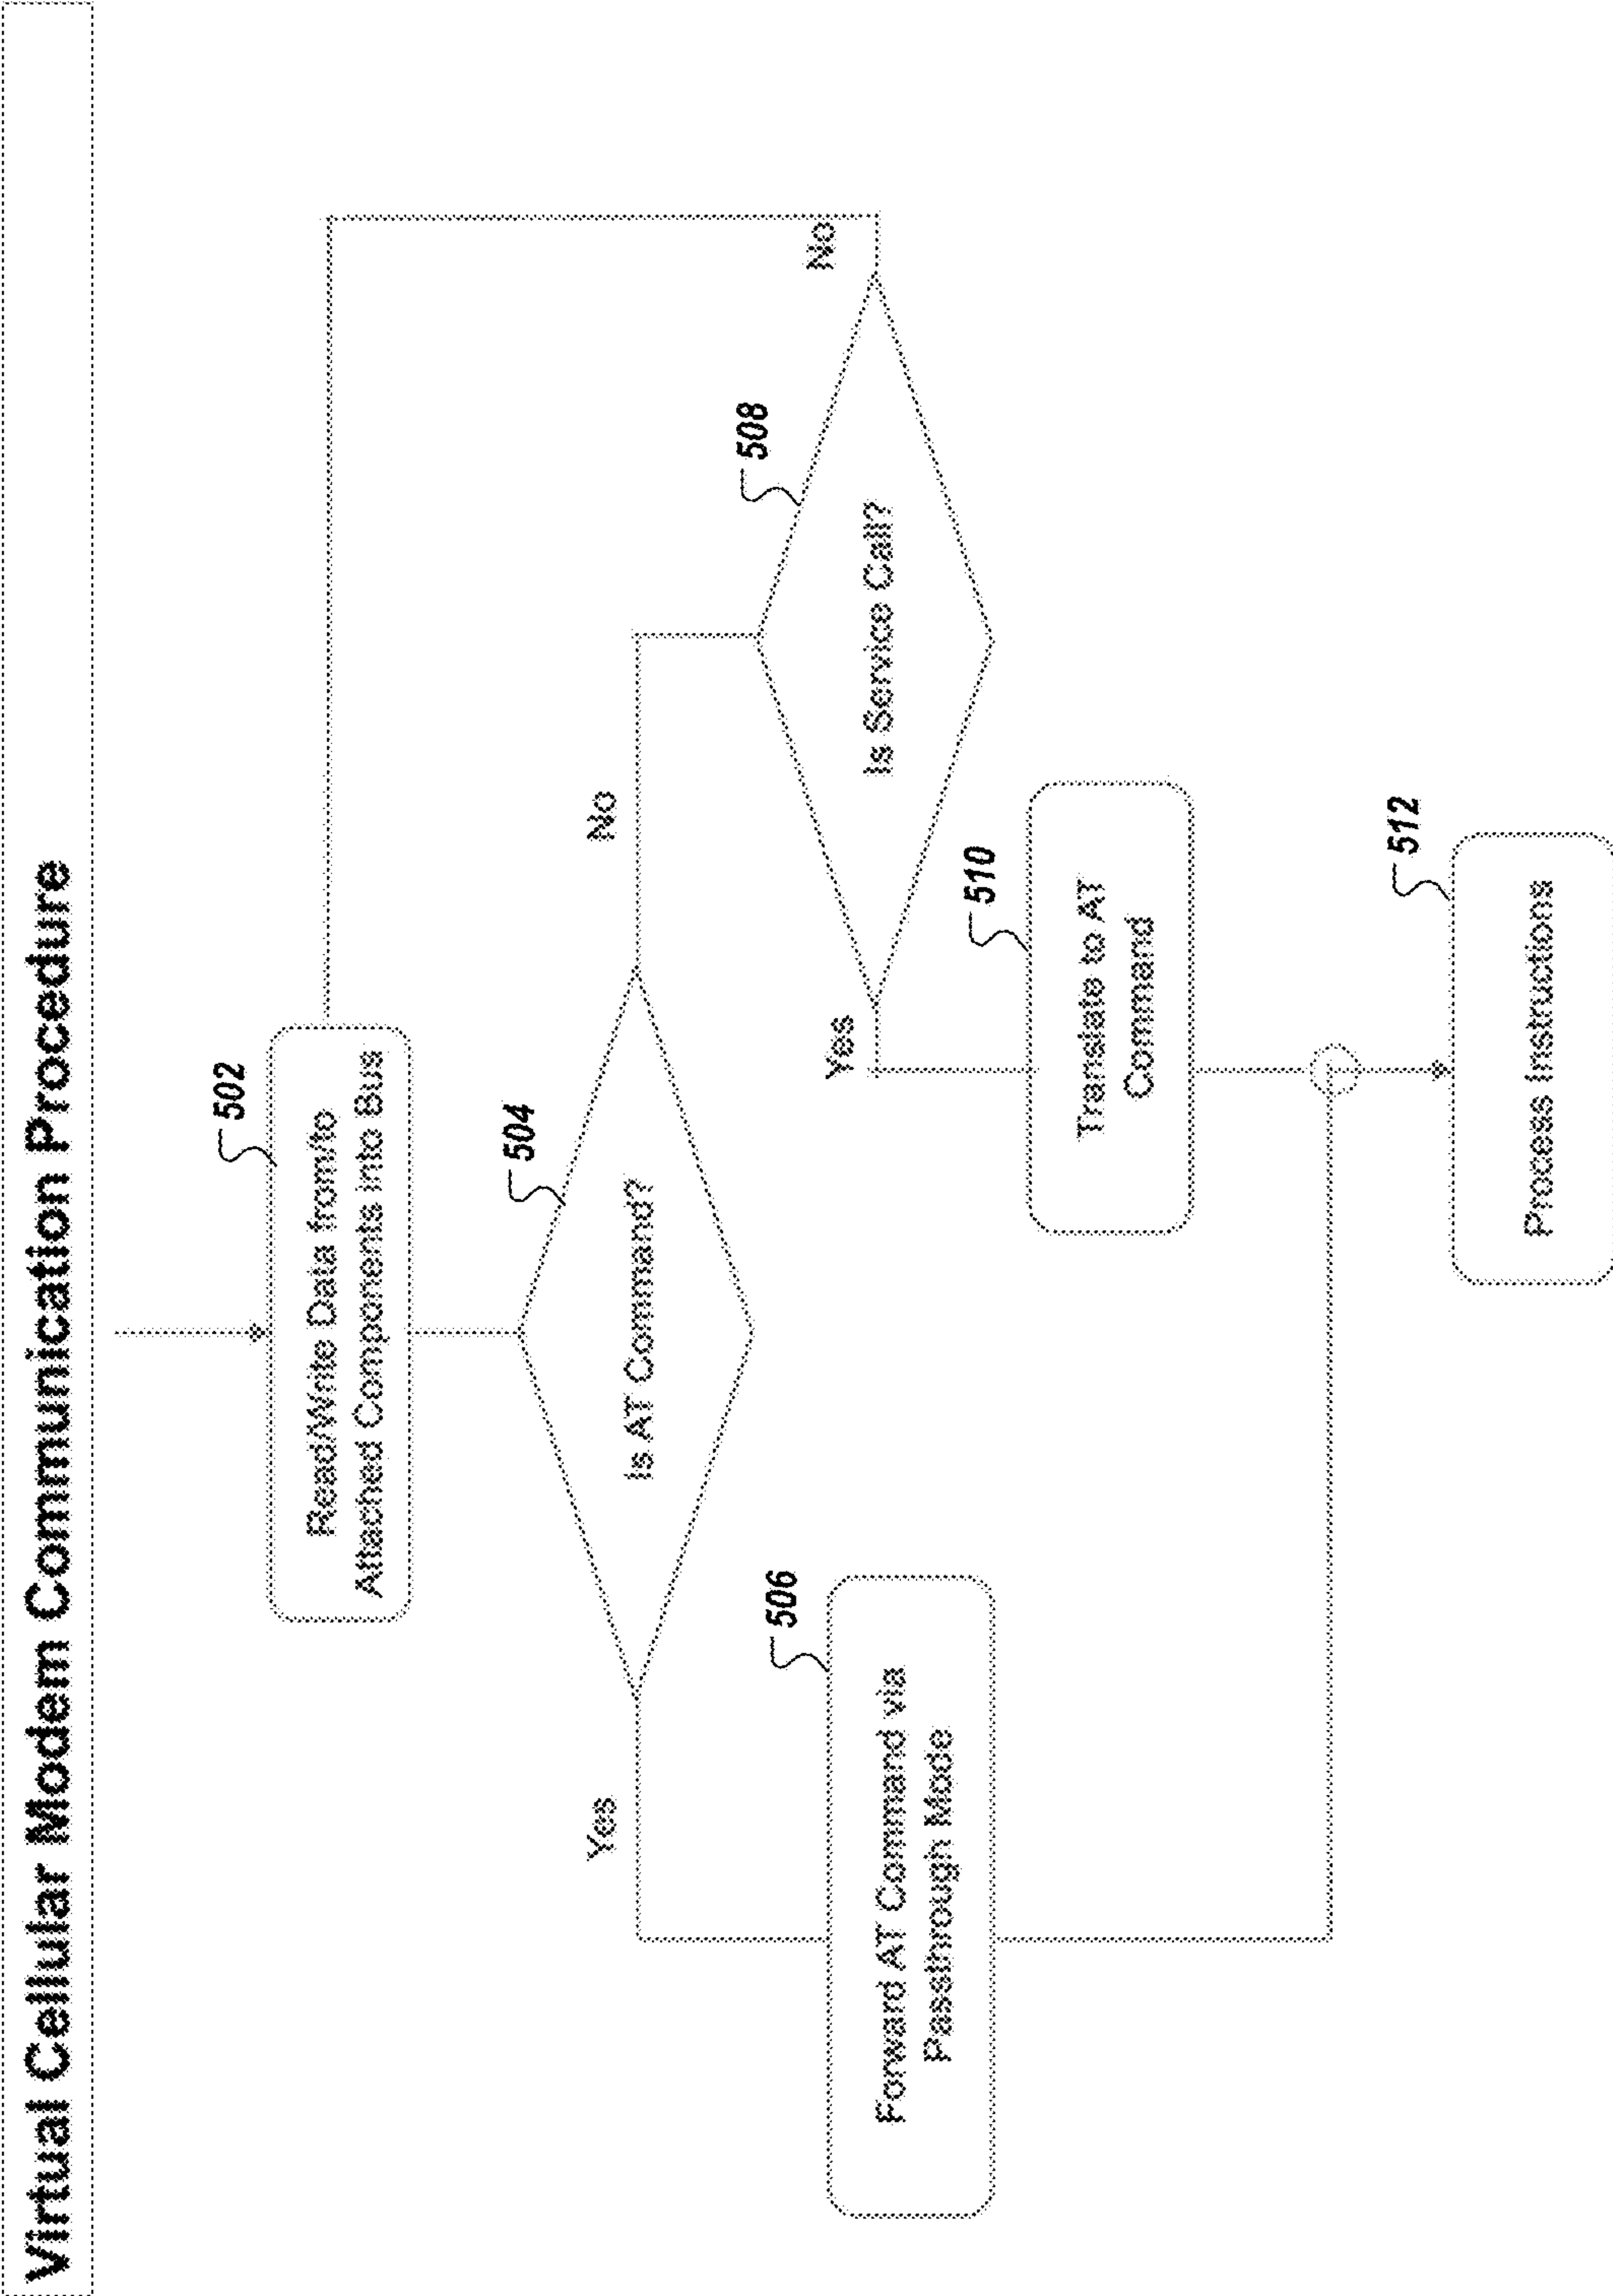 Virtual Cellular Modem Communication Procedure
502
Read/Write Data from/to
Attached Components into Bus
504
Is AT Command?
Yes
No
506
Forward AT Command via
Passthrough Mode
508
Is Service Call?
Yes
No
510
Translate to AT
Command
512
Process Instructions